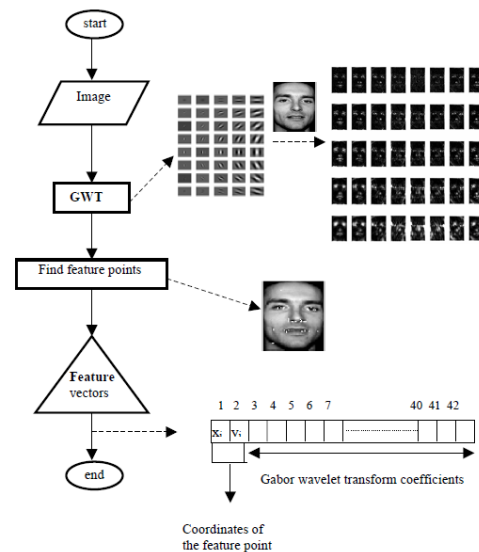 start
Image
GWT
Find feature points
Feature
vectors
1 2 3 4 5 6 7 40 41 42
x; v;
end
Gabor wavelet transform coefficients
Coordinates of
the feature point